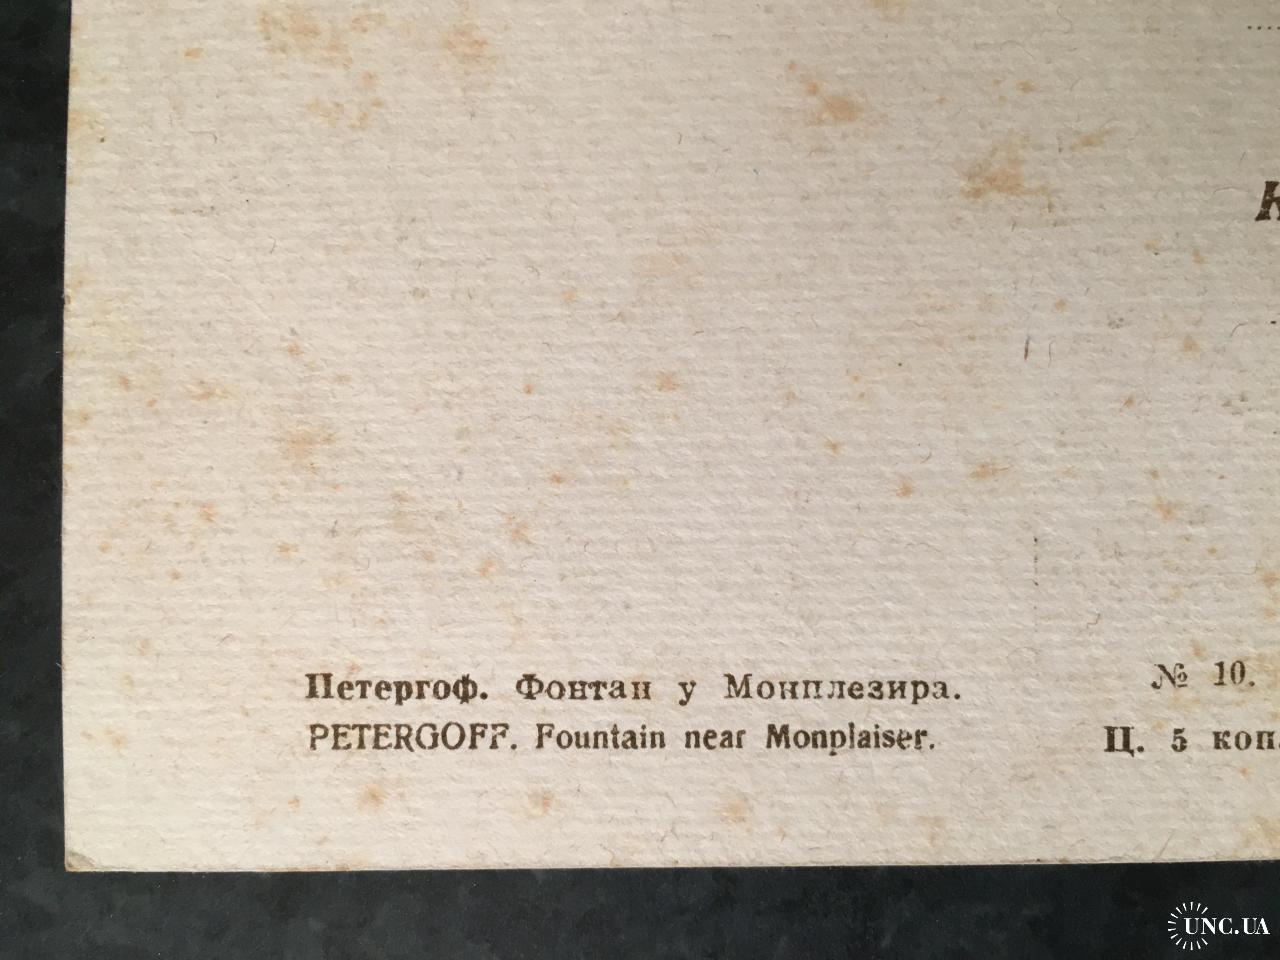 К
№ 10.
Петергоф. Фонтан у Монплезира.
PETERGOFF. Fountain near Monplaiser.
Ц. 5 коп.
UNC.UA